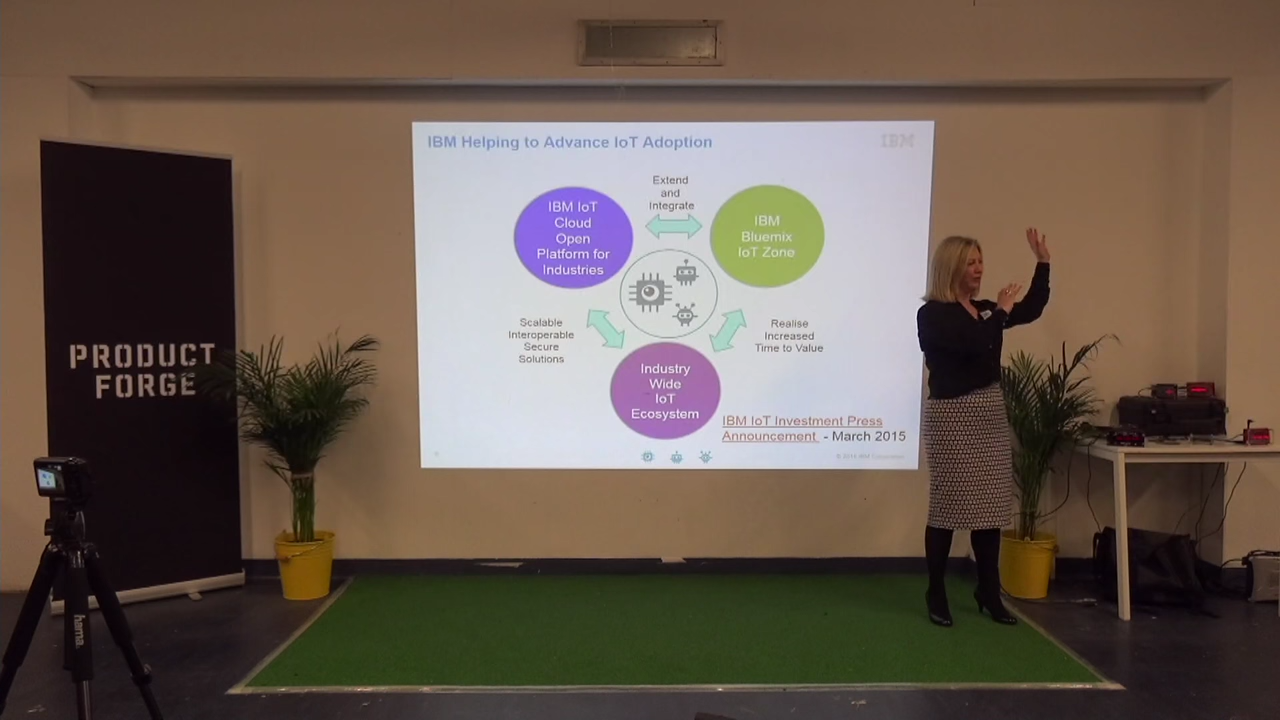 IBM Helping to Advance IoT Adoption
IBM
Extend
and
Integrate
IBM IoT
Cloud
Open
Platform for
Industries
IBM
Bluemix
IoT Zone
Scalable
Interoperable
Secure
Solutions
Realise
Increased
Time to Value
Industry
Wide
IoT
Ecosystem
IBM IoT Investment Press
Announcement - March 2015
PRODUCT
FORGE
hama